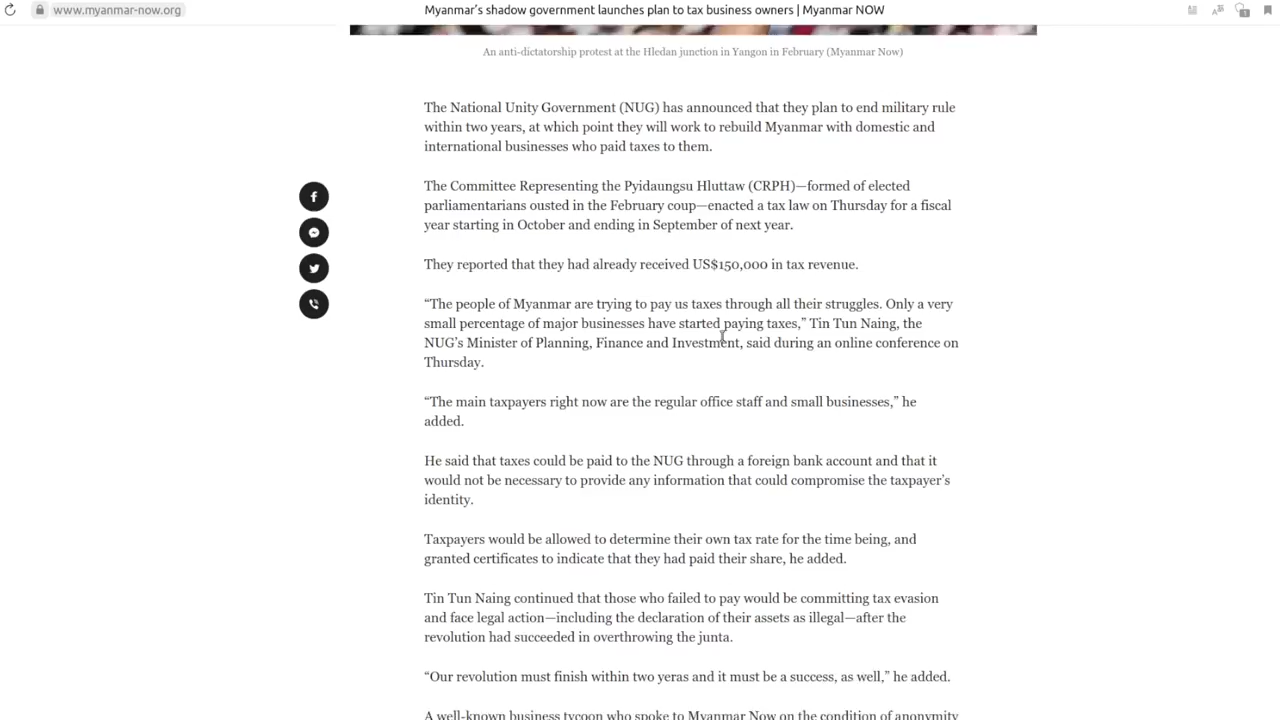 www.myanmar-now.org
Myanmar’s shadow government launches plan to tax business owners | Myanmar NOW
An anti-dictatorship protest at the Hledan junction in Yangon in February (Myanmar Now)
The National Unity Government (NUG) has announced that they plan to end military rule
within two years, at which point they will work to rebuild Myanmar with domestic and
international businesses who paid taxes to them.
The Committee Representing the Pyidaungsu Hluttaw (CRPH)—formed of elected
parliamentarians ousted in the February coup—enacted a tax law on Thursday for a fiscal
year starting in October and ending in September of next year.
They reported that they had already received US$150,000 in tax revenue.
“The people of Myanmar are trying to pay us taxes through all their struggles. Only a very
small percentage of major businesses have started paying taxes,” Tin Tun Naing, the
NUG’s Minister of Planning, Finance and Investment, said during an online conference on
Thursday.
“The main taxpayers right now are the regular office staff and small businesses,” he
added.
He said that taxes could be paid to the NUG through a foreign bank account and that it
would not be necessary to provide any information that could compromise the taxpayer’s
identity.
Taxpayers would be allowed to determine their own tax rate for the time being, and
granted certificates to indicate that they had paid their share, he added.
Tin Tun Naing continued that those who failed to pay would be committing tax evasion
and face legal action—including the declaration of their assets as illegal—after the
revolution had succeeded in overthrowing the junta.
“Our revolution must finish within two yeras and it must be a success, as well,” he added.
A well-known business tycoon who spoke to Myanmar Now on the condition of anonymity